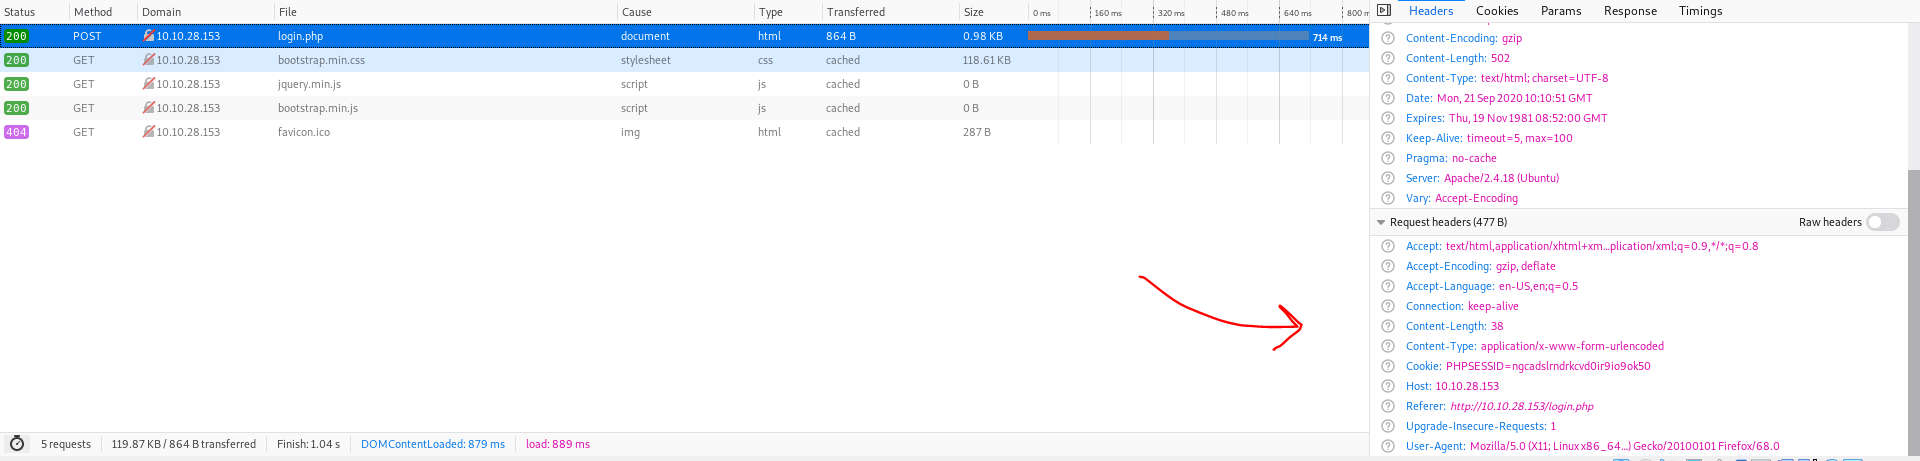 Status Method Domain File Cause Type Transferred Size 0 ms 160 ms 320 ms 480 ms 640 ms 800 m
200 POST 10.10.28.153 login.php document html 864 B 0.98 KB 714 ms
200 GET 10.10.28.153 bootstrap.min.css stylesheet css cached 118.61 KB
200 GET 10.10.28.153 jquery.min.js script js cached 0 B
200 GET 10.10.28.153 bootstrap.min.js script js cached 0 B
404 GET 10.10.28.153 favicon.ico img html cached 287 B
5 requests 119.87 KB / 864 B transferred Finish: 1.04 s DOMContentLoaded: 879 ms load: 889 ms
Headers Cookies Params Response Timings
Content-Encoding: gzip
Content-Length: 502
Content-Type: text/html; charset=UTF-8
Date: Mon, 21 Sep 2020 10:10:51 GMT
Expires: Thu, 19 Nov 1981 08:52:00 GMT
Keep-Alive: timeout=5, max=100
Pragma: no-cache
Server: Apache/2.4.18 (Ubuntu)
Vary: Accept-Encoding
Request headers (477 B) Raw headers
Accept: text/html,application/xhtml+xm…plication/xml;q=0.9,*/*;q=0.8
Accept-Encoding: gzip, deflate
Accept-Language: en-US,en;q=0.5
Connection: keep-alive
Content-Length: 38
Content-Type: application/x-www-form-urlencoded
Cookie: PHPSESSID=ngcadslrndrkcvd0ir9io9ok50
Host: 10.10.28.153
Referer: http://10.10.28.153/login.php
Upgrade-Insecure-Requests: 1
User-Agent: Mozilla/5.0 (X11; Linux x86_64…) Gecko/20100101 Firefox/68.0